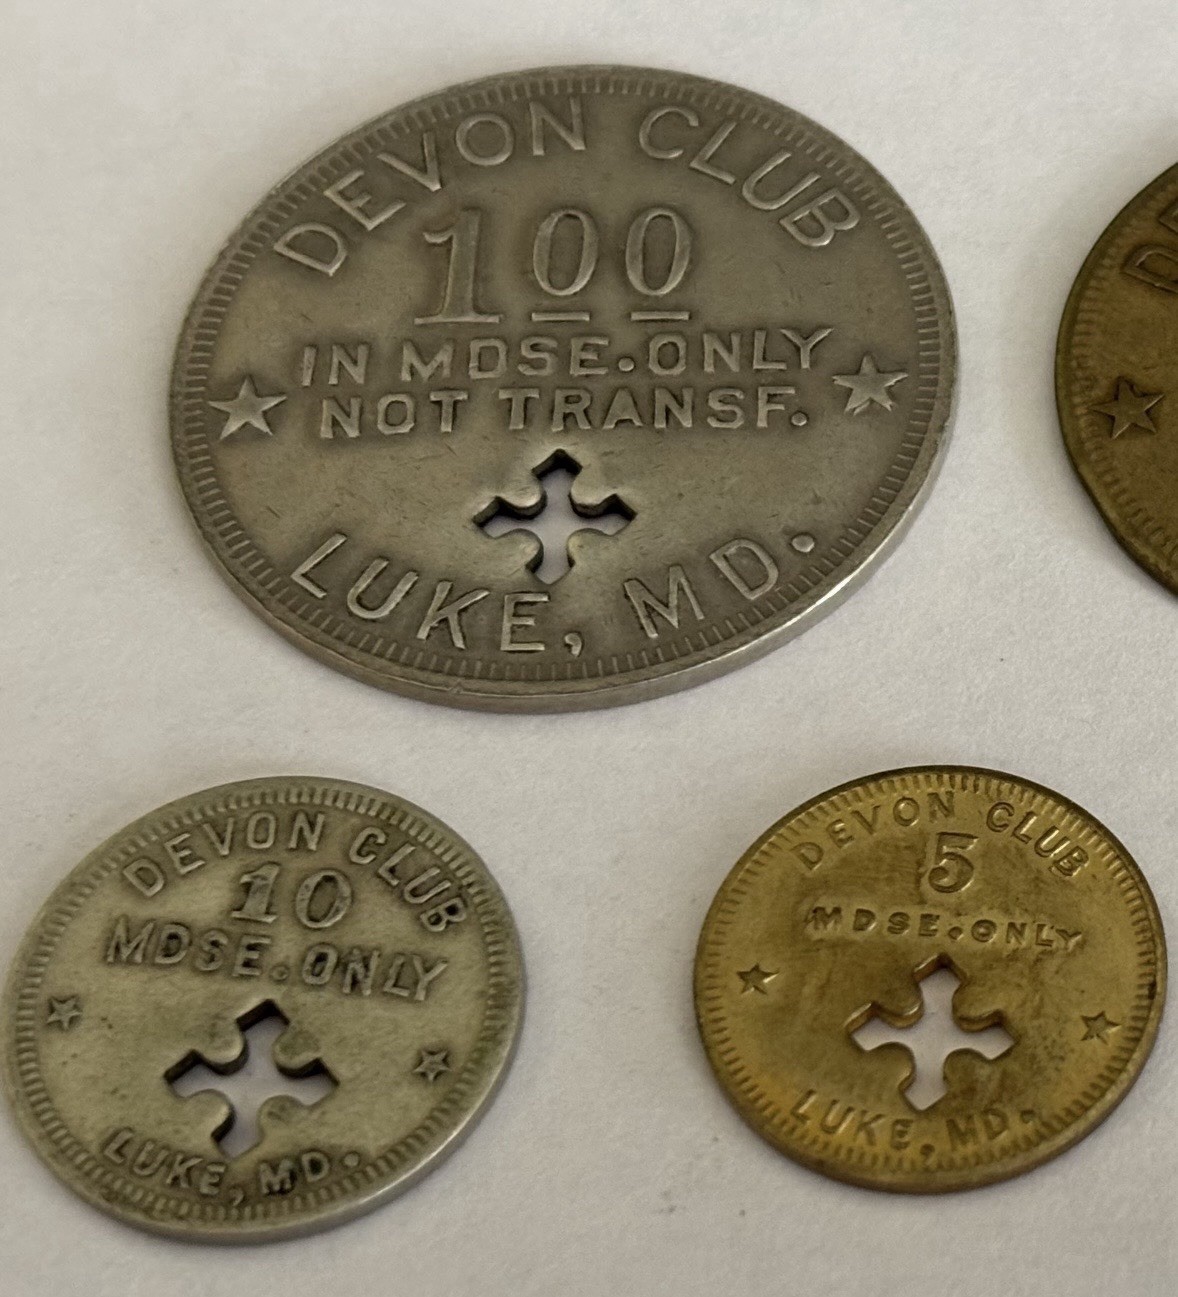 DEVON CLUB
100
IN MDSE. ONLY
NOT TRANSF.
LUKE, MD.
DEVON CLUB
10
MDSE. ONLY
LUKE, MD.
DEVON CLUB
5
MDSE. ONLY
LUKE, MD.